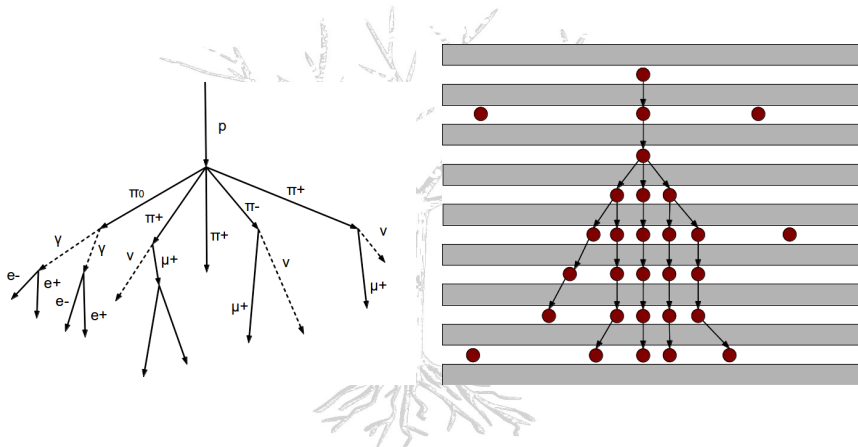 p
π0
π+
π-
π+
π+
γ
γ
ν
μ+
ν
ν
e-
e+
e-
e+
μ+
μ+